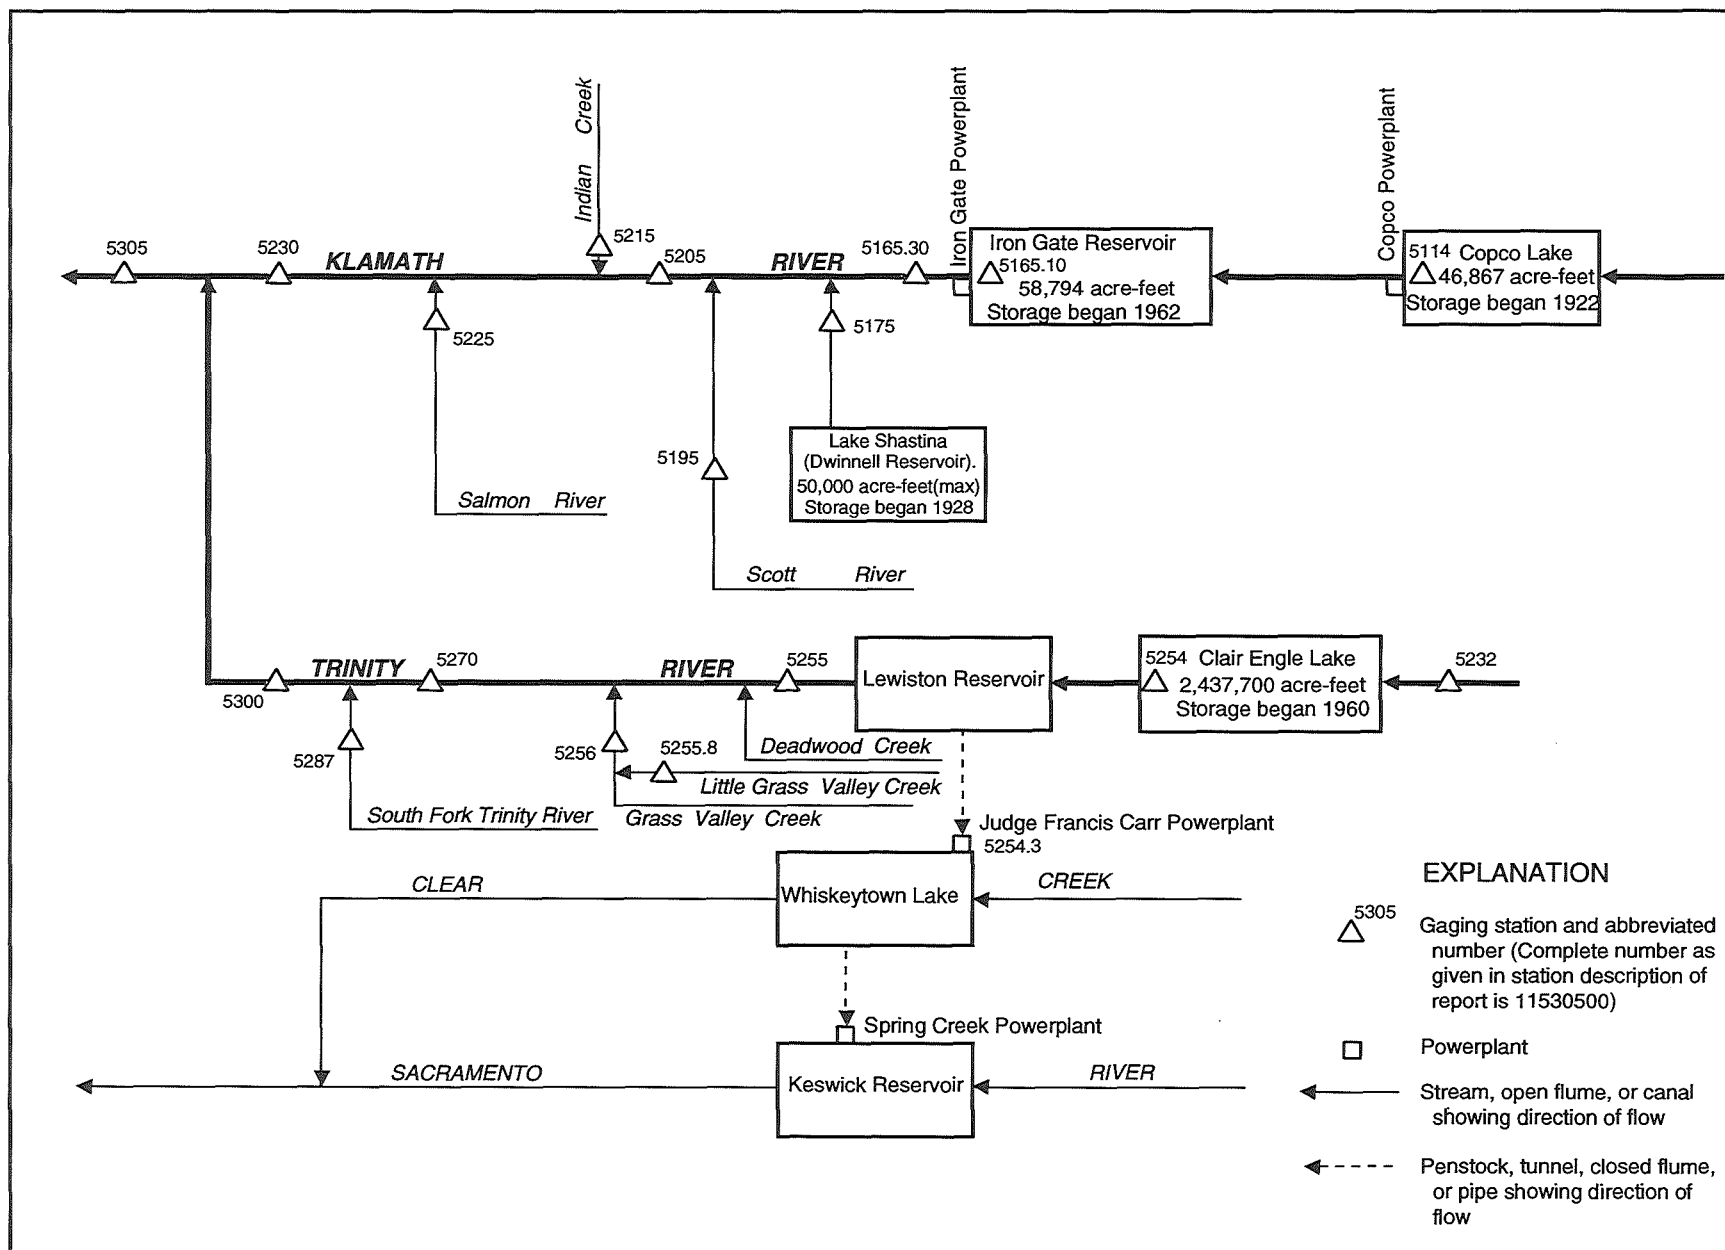 Indian Creek
Iron Gate Powerplant
Copco Powerplant
5305
5230
KLAMATH
5215
5205
RIVER
5165.30
Iron Gate Reservoir
5165.10
58,794 acre-feet
Storage began 1962
5114 Copco Lake
46,867 acre-feet
Storage began 1922
5225
5175
Lake Shastina
(Dwinnell Reservoir).
50,000 acre-feet(max)
Storage began 1928
5195
Salmon River
Scott River
TRINITY
5270
RIVER
5255
Lewiston Reservoir
5254 Clair Engle Lake
2,437,700 acre-feet
Storage began 1960
5232
5300
5287
5256
5255.8
Deadwood Creek
Little Grass Valley Creek
South Fork Trinity River
Grass Valley Creek
Judge Francis Carr Powerplant
5254.3
CLEAR
Whiskeytown Lake
CREEK
Spring Creek Powerplant
SACRAMENTO
Keswick Reservoir
RIVER
EXPLANATION
5305
Gaging station and abbreviated
number (Complete number as
given in station description of
report is 11530500)
Powerplant
Stream, open flume, or canal
showing direction of flow
Penstock, tunnel, closed flume,
or pipe showing direction of
flow